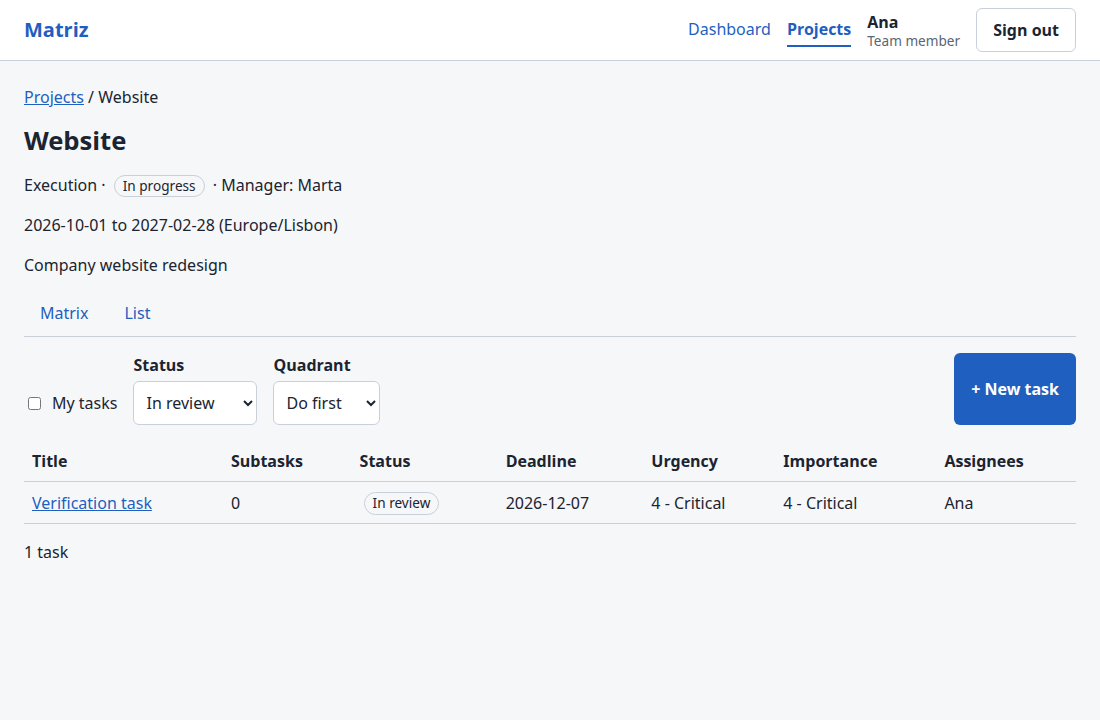 Matriz
Dashboard Projects Ana Team member Sign out
Projects / Website
Website
Execution · In progress · Manager: Marta
2026-10-01 to 2027-02-28 (Europe/Lisbon)
Company website redesign
Matrix List
Status Quadrant
My tasks In review Do first + New task
Title Subtasks Status Deadline Urgency Importance Assignees
Verification task 0 In review 2026-12-07 4 - Critical 4 - Critical Ana
1 task